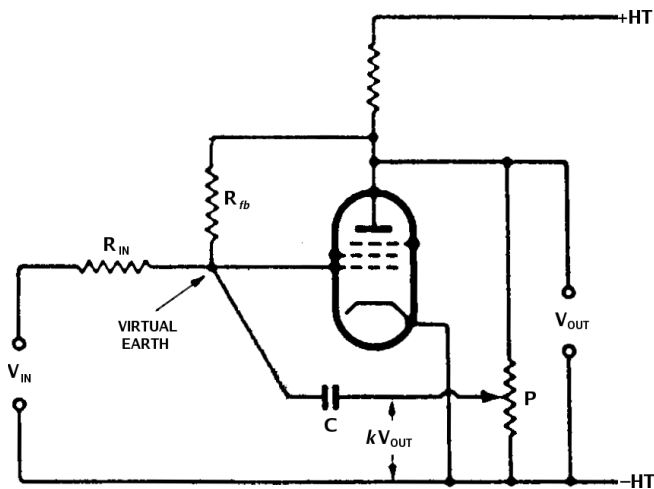 +HT
R fb
R IN
VIRTUAL
EARTH
V OUT
V IN
P
C
kV OUT
−HT